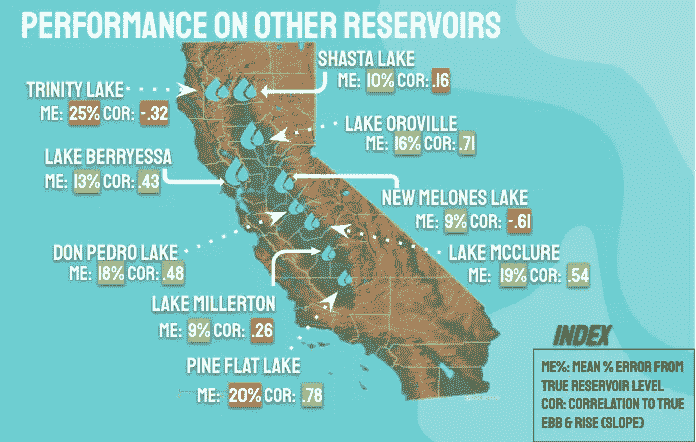 PERFORMANCE ON OTHER RESERVOIRS
SHASTA LAKE
ME: 10% COR: .16
TRINITY LAKE
ME: 25% COR: -.32
LAKE OROVILLE
ME: 16% COR: .71
LAKE BERRYESSA
ME: 13% COR: .43
NEW MELONES LAKE
ME: 9% COR: -.61
DON PEDRO LAKE
ME: 18% COR: .48
LAKE MCCLURE
ME: 19% COR: .54
LAKE MILLERTON
ME: 9% COR: .26
PINE FLAT LAKE
ME: 20% COR: .78
INDEX
ME%: MEAN % ERROR FROM
TRUE RESERVOIR LEVEL
COR: CORRELATION TO TRUE
EBB & RISE (SLOPE)